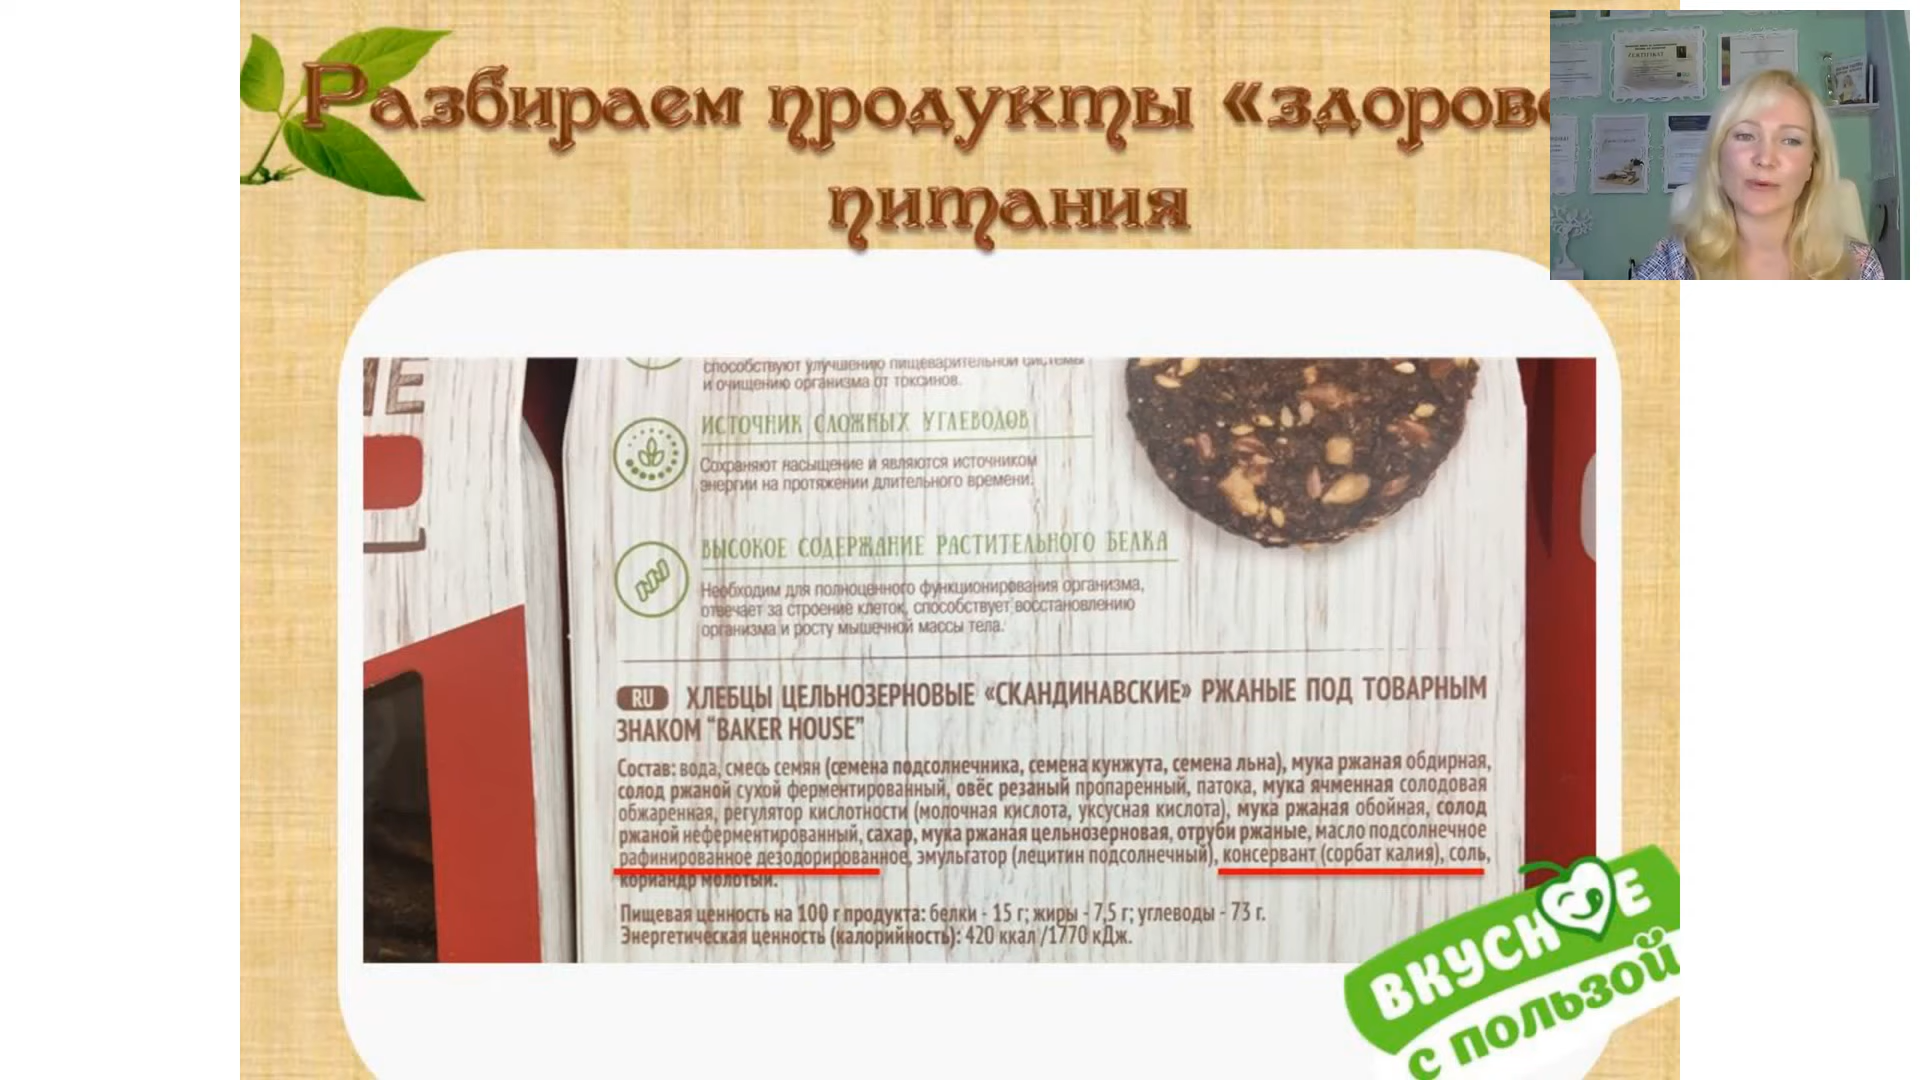 Разбираем продукты «здорово
питания
способствуют улучшению пищеварительной системы
и очищению организма от токсинов.
ИСТОЧНИК СЛОЖНЫХ УГЛЕВОДОВ
Сохраняют насыщение и являются источником
энергии на протяжении длительного времени.
ВЫСОКОЕ СОДЕРЖАНИЕ РАСТИТЕЛЬНОГО БЕЛКА
Необходим для полноценного функционирования организма,
отвечает за строение клеток, способствует восстановлению
организма и росту мышечной массы тела.
RU ХЛЕБЦЫ ЦЕЛЬНОЗЕРНОВЫЕ «СКАНДИНАВСКИЕ» РЖАНЫЕ ПОД ТОВАРНЫМ
ЗНАКОМ "BAKER HOUSE"
Состав: вода, смесь семян (семена подсолнечника, семена кунжута, семена льна), мука ржаная обдирная,
солод ржаной сухой ферментированный, овёс резаный пропаренный, патока, мука ячменная солодовая
обжаренная, регулятор кислотности (молочная кислота, уксусная кислота), мука ржаная обойная, солод
ржаной неферментированный, сахар, мука ржаная цельнозерновая, отруби ржаные, масло подсолнечное
рафинированное дезодорированное, эмульгатор (лецитин подсолнечный), консервант (сорбат калия), соль,
кориандр молотый.
Пищевая ценность на 100 г продукта: белки - 15 г; жиры - 7,5 г; углеводы - 73 г.
Энергетическая ценность (калорийность): 420 ккал /1770 кДж.
ВКУСНОЕ
с пользой